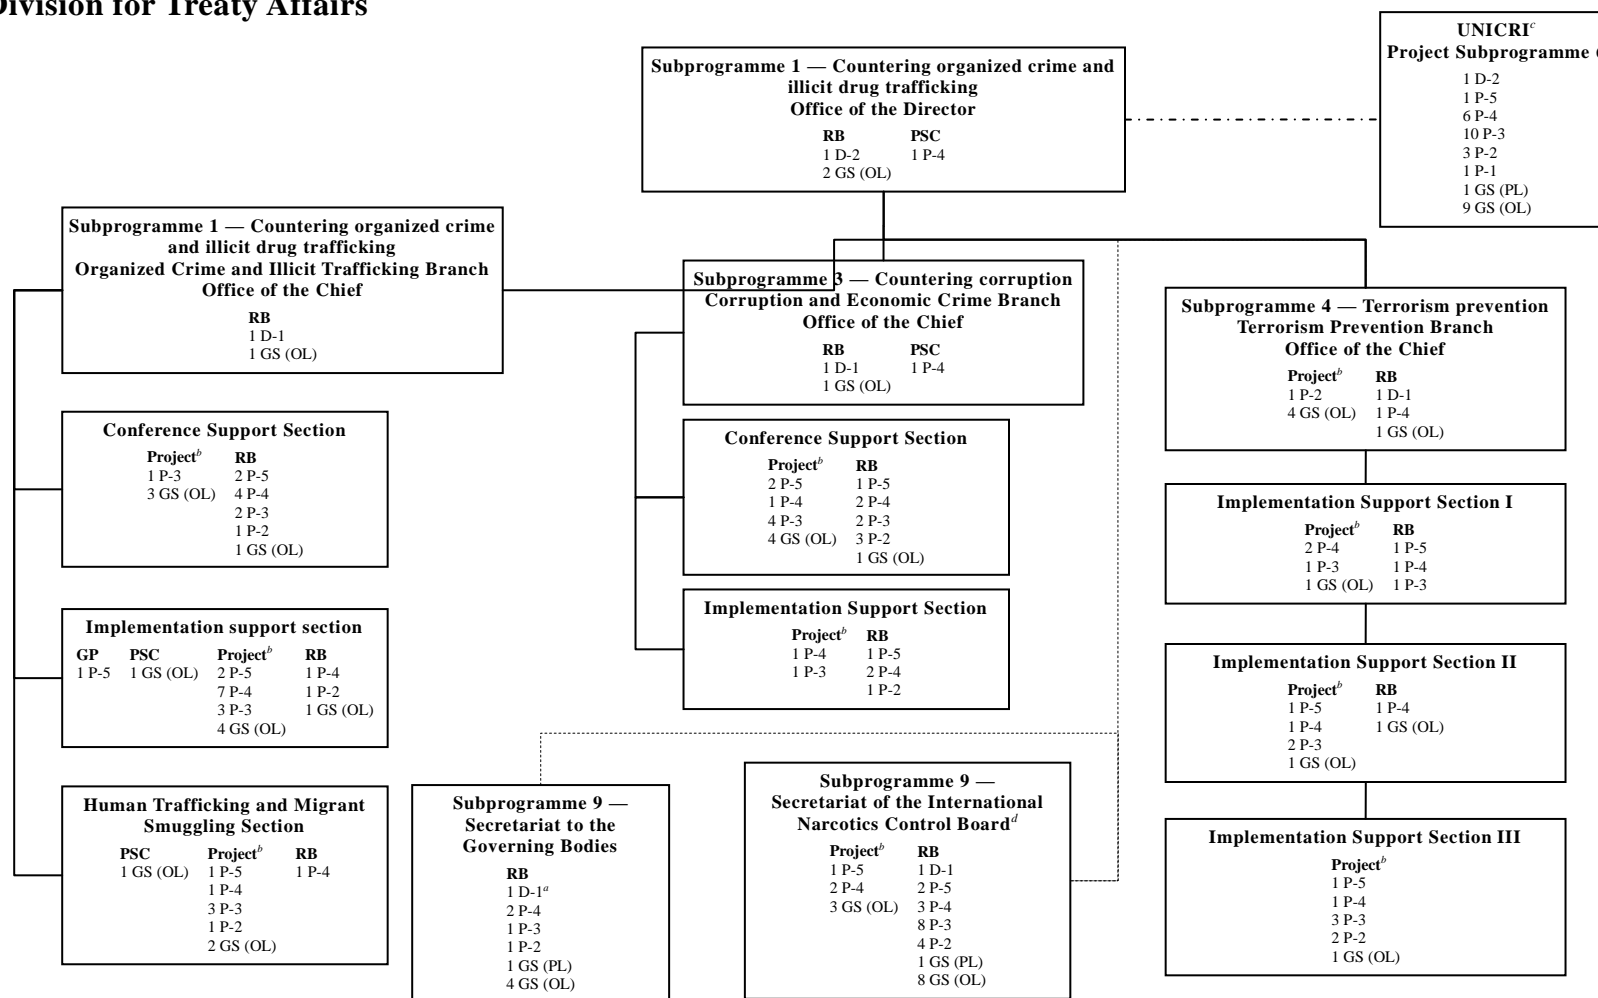 Division for Treaty Affairs
UNICRIc
Project Subprogramme
1 D-2
1 P-5
6 P-4
10 P-3
3 P-2
1 P-1
1 GS (PL)
9 GS (OL)
Subprogramme 1 — Countering organized crime and
illicit drug trafficking
Office of the Director
RB PSC
1 D-2 1 P-4
2 GS (OL)
Subprogramme 1 — Countering organized crime
and illicit drug trafficking
Organized Crime and Illicit Trafficking Branch
Office of the Chief
RB
1 D-1
1 GS (OL)
Conference Support Section
Projectb RB
1 P-3 2 P-5
3 GS (OL) 4 P-4
2 P-3
1 P-2
1 GS (OL)
Implementation support section
GP PSC Projectb RB
1 P-5 1 GS (OL) 2 P-5 1 P-4
7 P-4 1 P-2
3 P-3 1 GS (OL)
4 GS (OL)
Human Trafficking and Migrant
Smuggling Section
PSC Projectb RB
1 GS (OL) 1 P-5 1 P-4
1 P-4
3 P-3
1 P-2
2 GS (OL)
Subprogramme 3 — Countering corruption
Corruption and Economic Crime Branch
Office of the Chief
RB PSC
1 D-1 1 P-4
1 GS (OL)
Conference Support Section
Projectb RB
2 P-5 1 P-5
1 P-4 2 P-4
4 P-3 2 P-3
4 GS (OL) 3 P-2
1 GS (OL)
Implementation Support Section
Projectb RB
1 P-4 1 P-5
1 P-3 2 P-4
1 P-2
Subprogramme 9 —
Secretariat to the
Governing Bodies
RB
1 D-1a
2 P-4
1 P-3
1 P-2
1 GS (PL)
4 GS (OL)
Subprogramme 9 —
Secretariat of the International
Narcotics Control Boardd
Projectb RB
1 P-5 1 D-1
2 P-4 2 P-5
3 GS (OL) 3 P-4
8 P-3
4 P-2
1 GS (PL)
8 GS (OL)
Subprogramme 4 — Terrorism prevention
Terrorism Prevention Branch
Office of the Chief
Projectb RB
1 P-2 1 D-1
4 GS (OL) 1 P-4
1 GS (OL)
Implementation Support Section I
Projectb RB
2 P-4 1 P-5
1 P-3 1 P-4
1 GS (OL) 1 P-3
Implementation Support Section II
Projectb RB
1 P-5 1 P-4
1 P-4 1 GS (OL)
2 P-3
1 GS (OL)
Implementation Support Section III
Projectb
1 P-5
1 P-4
3 P-3
2 P-2
1 GS (OL)